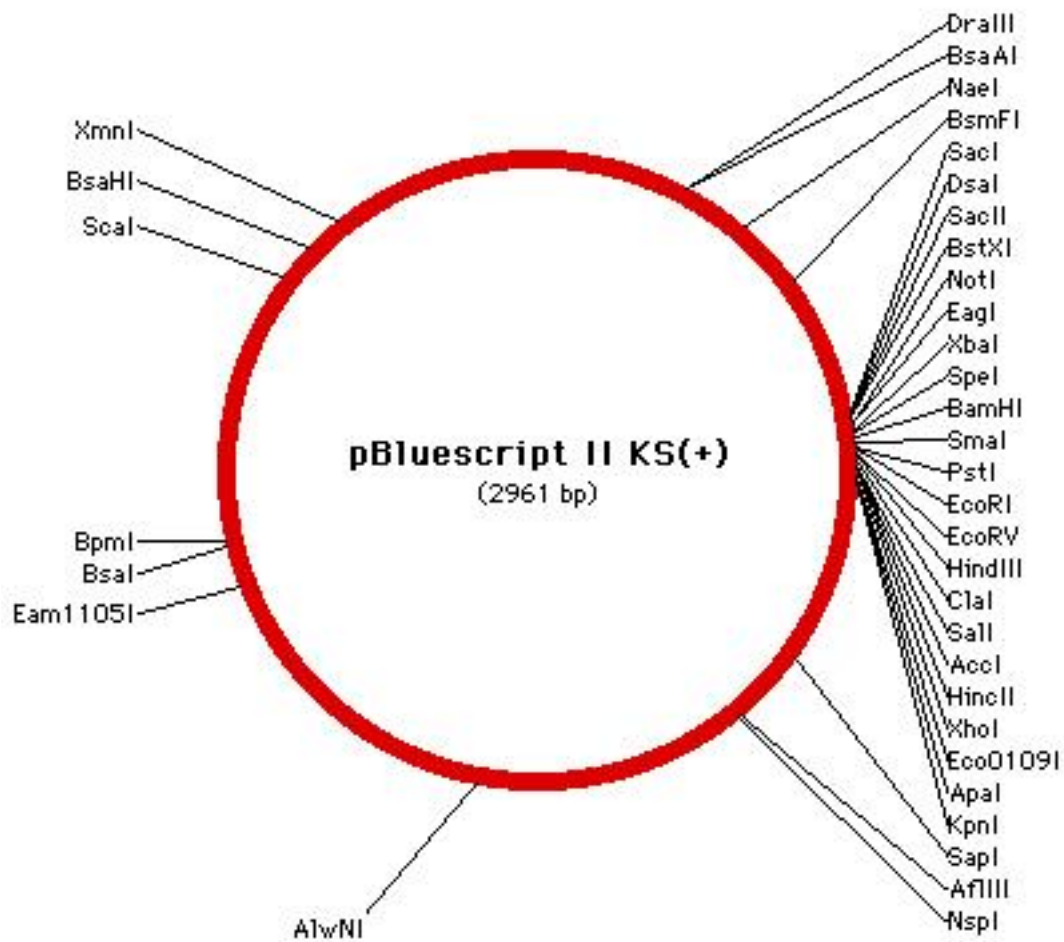 DraIII
BsaAI
NaeI
BsmFI
SacI
DsaI
SacII
BstXI
NotI
EagI
XbaI
SpeI
BamHI
SmaI
PstI
EcoRI
EcoRV
HindIII
ClaI
SalI
AccI
HincII
XhoI
EcoO109I
ApaI
KpnI
SapI
AflIII
NspI
XmnI
BsaHI
ScaI
pBluescript II KS(+)
(2961 bp)
BpmI
BsaI
Eam1105I
AlwNI